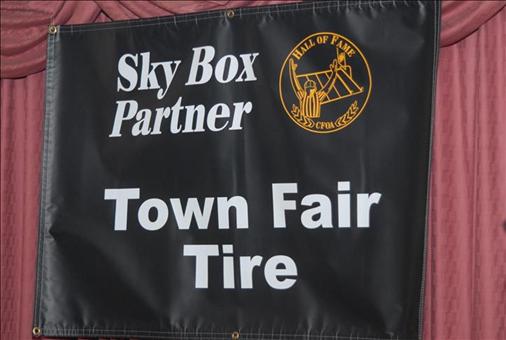 Sky Box
Partner
HALL OF FAME
CFOA
Town Fair
Tire